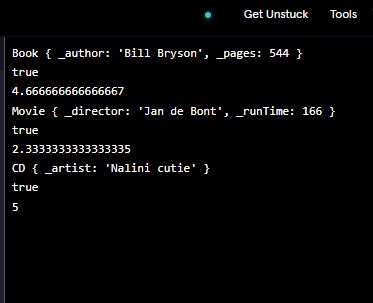 Get Unstuck Tools
Book { _author: 'Bill Bryson', _pages: 544 }
true
4.666666666666667
Movie { _director: 'Jan de Bont', _runTime: 166 }
true
2.3333333333333335
CD { _artist: 'Nalini cutie' }
true
5